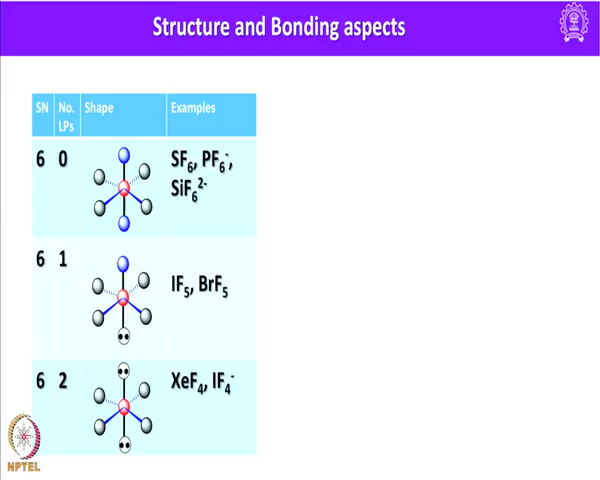 Structure and Bonding aspects
SN No. LPs Shape Examples
6 0 SF₆, PF₆⁻,
SiF₆²⁻
6 1 IF₅, BrF₅
6 2 XeF₄, IF₄⁻
NPTEL